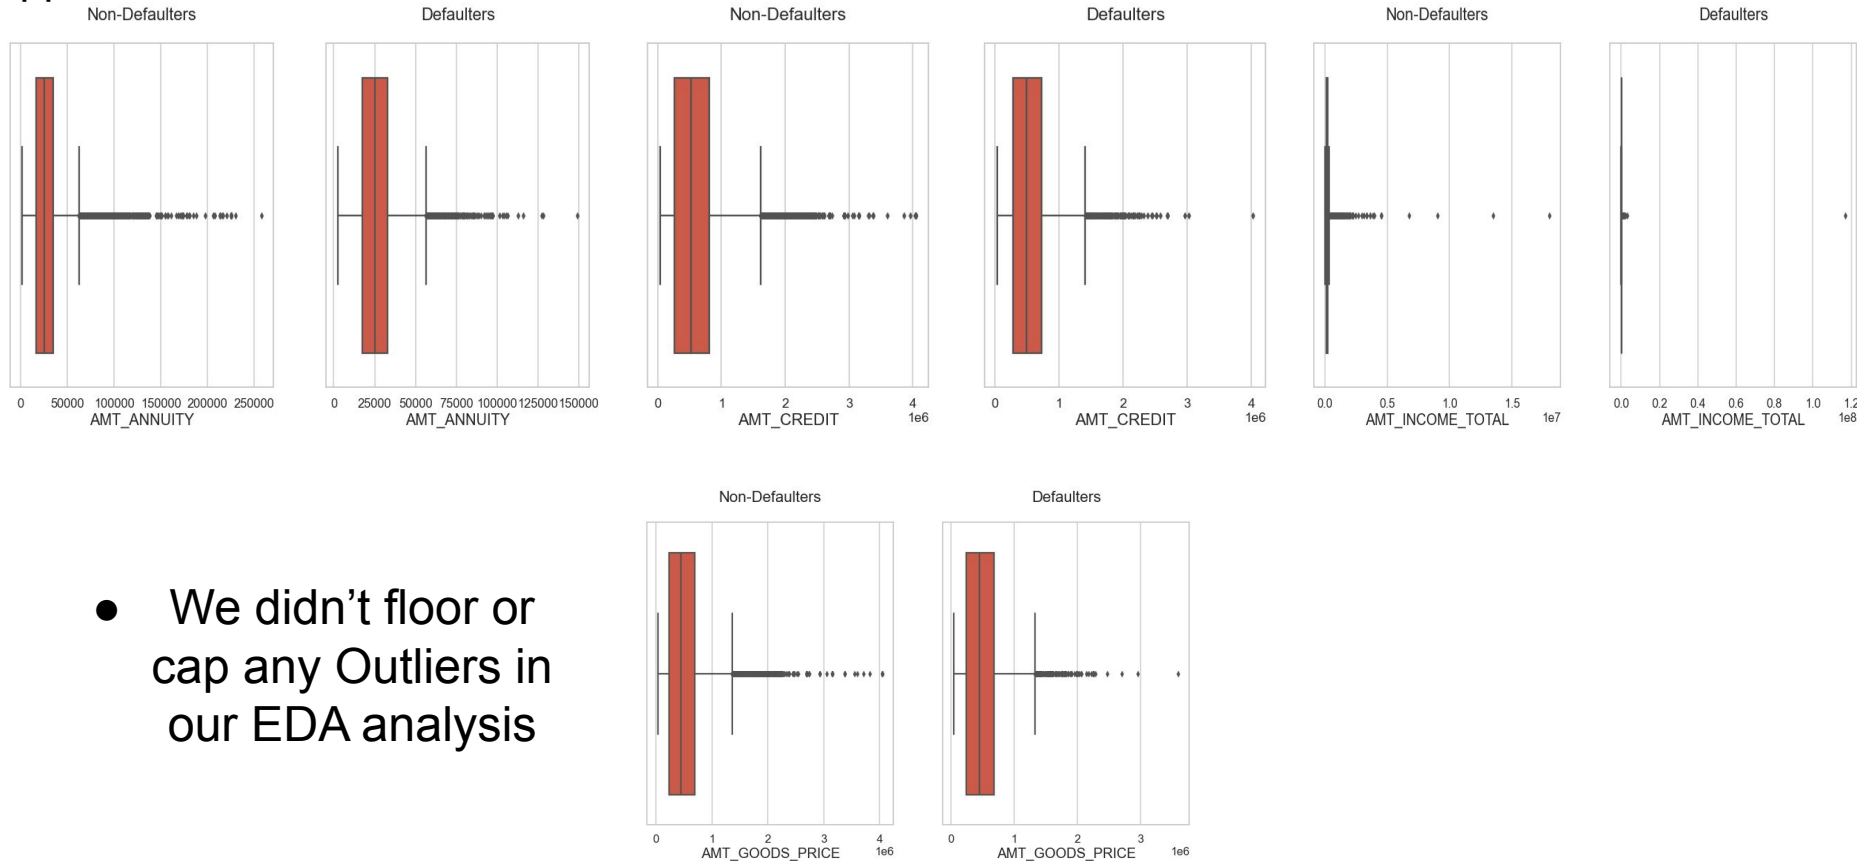 Non-Defaulters
Defaulters
Non-Defaulters
Defaulters
Non-Defaulters
Defaulters
0 50000 100000 150000 200000 250000
AMT_ANNUITY
0 25000 50000 75000 100000 125000 150000
AMT_ANNUITY
0 1 2 3 4
AMT_CREDIT 1e6
0 1 2 3 4
AMT_CREDIT 1e6
0.0 0.5 1.0 1.5
AMT_INCOME_TOTAL 1e7
0.0 0.2 0.4 0.6 0.8 1.0 1.2
AMT_INCOME_TOTAL 1e8
Non-Defaulters
Defaulters
● We didn’t floor or
cap any Outliers in
our EDA analysis
0 1 2 3 4
AMT_GOODS_PRICE 1e6
0 1 2 3
AMT_GOODS_PRICE 1e6